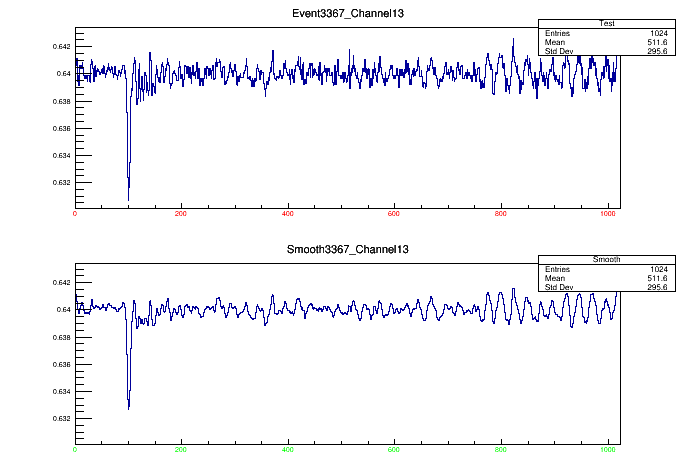 Event3367_Channel13
Test
Entries 1024
Mean 511.6
Std Dev 295.6
0.642
0.64
0.638
0.636
0.634
0.632
0 200 400 600 800 1000
Smooth3367_Channel13
Smooth
Entries 1024
Mean 511.6
Std Dev 295.6
0.642
0.64
0.638
0.636
0.634
0.632
0 200 400 600 800 1000